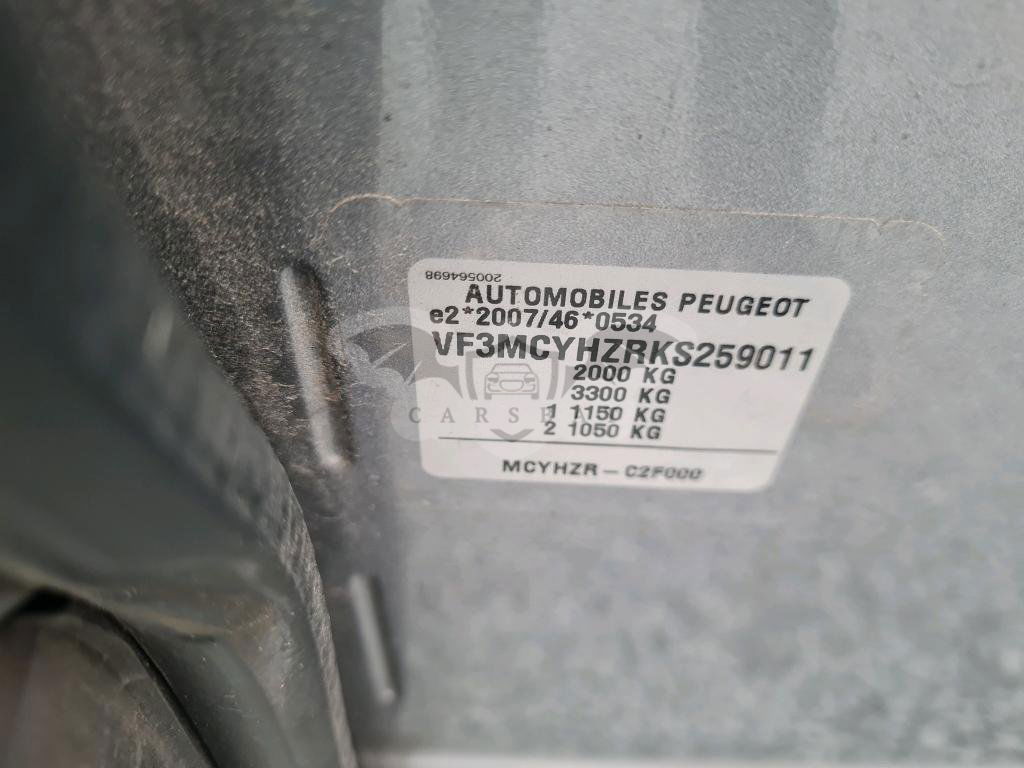 200564698
AUTOMOBILES PEUGEOT
e2*2007/46*0534
VF3MCYHZRKS259011
2000 KG
3300 KG
1 1150 KG
2 1050 KG
MCYHZR – C2F000